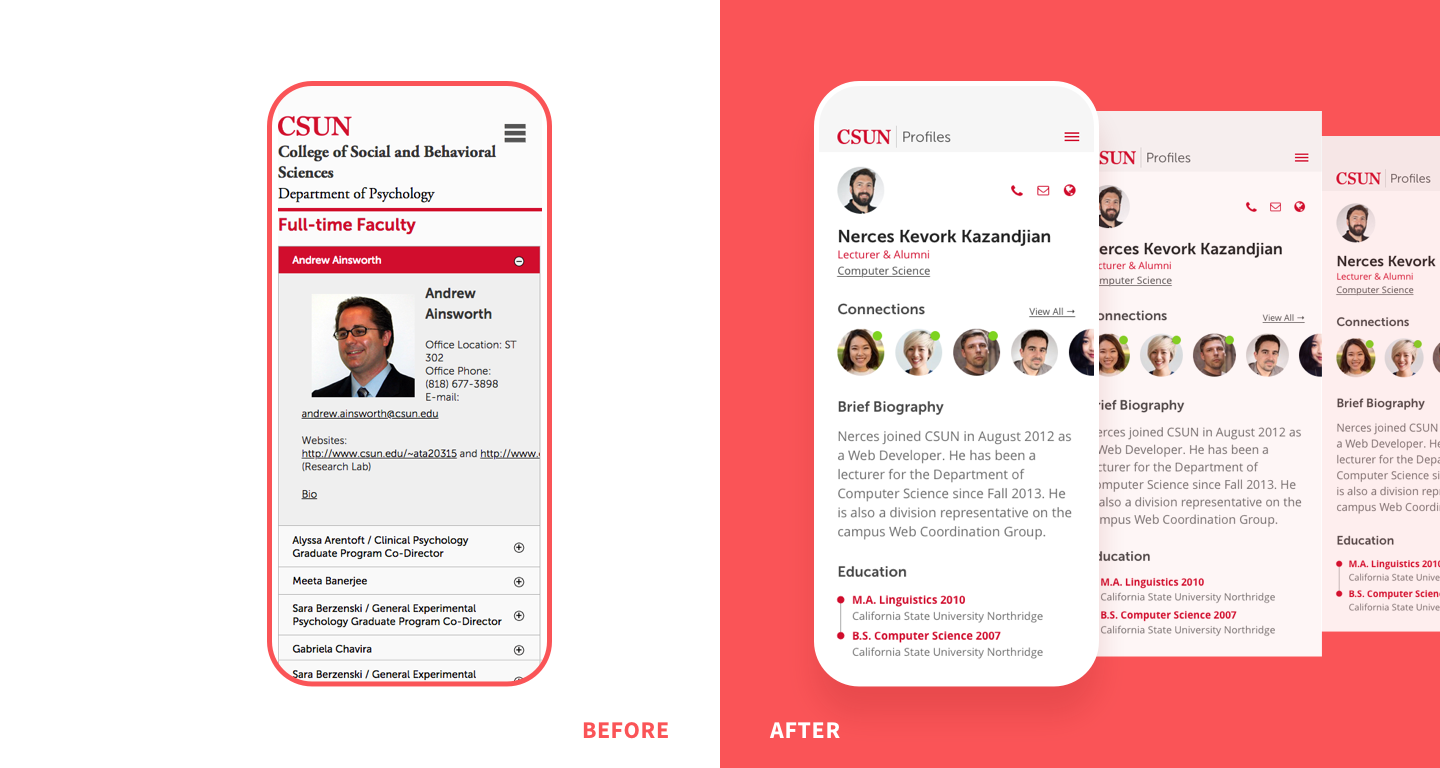 CSUN
College of Social and Behavioral
Sciences
Department of Psychology
Full-time Faculty
Andrew Ainsworth
Andrew
Ainsworth
Office Location: ST
302
Office Phone:
(818) 677-3898
E-mail:
andrew.ainsworth@csun.edu
Websites:
http://www.csun.edu/~ata20315 and http://www.
(Research Lab)
Bio
Alyssa Arentoft / Clinical Psychology
Graduate Program Co-Director
Meeta Banerjee
Sara Berzenski / General Experimental
Psychology Graduate Program Co-Director
Gabriela Chavira
Sara Berzenski / General Experimental
BEFORE
CSUN Profiles
Nerces Kevork Kazandjian
Lecturer & Alumni
Computer Science
Connections
View All →
Brief Biography
Nerces joined CSUN in August 2012 as
a Web Developer. He has been a
lecturer for the Department of
Computer Science since Fall 2013. He
is also a division representative on the
campus Web Coordination Group.
Education
M.A. Linguistics 2010
California State University Northridge
B.S. Computer Science 2007
California State University Northridge
SUN Profiles
erces Kevork Kazandjian
cturer & Alumni
mputer Science
onnections
View All →
ief Biography
erces joined CSUN in August 2012 as
Web Developer. He has been a
cturer for the Department of
omputer Science since Fall 2013. He
also a division representative on the
mpus Web Coordination Group.
ducation
M.A. Linguistics 2010
California State University Northridge
B.S. Computer Science 2007
California State University Northridge
CSUN Profiles
Nerces Kevork
Lecturer & Alumni
Computer Science
Connections
Brief Biography
Nerces joined CSUN
a Web Developer. He
lecturer for the Depa
Computer Science si
is also a division repr
campus Web Coordi
Education
M.A. Linguistics 2010
California State Unive
B.S. Computer Scien
California State Unive
AFTER